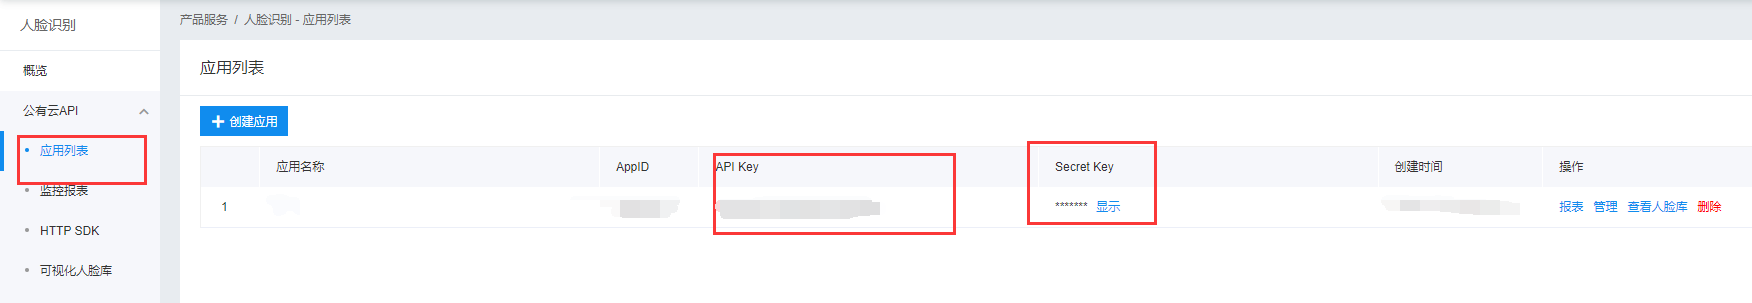 人脸识别
产品服务 / 人脸识别 - 应用列表
概览
应用列表
公有云API
创建应用
应用列表
监控报表
HTTP SDK
可视化人脸库
应用名称 AppID API Key Secret Key 创建时间 操作
1 ******* 显示 报表 管理 查看人脸库 删除